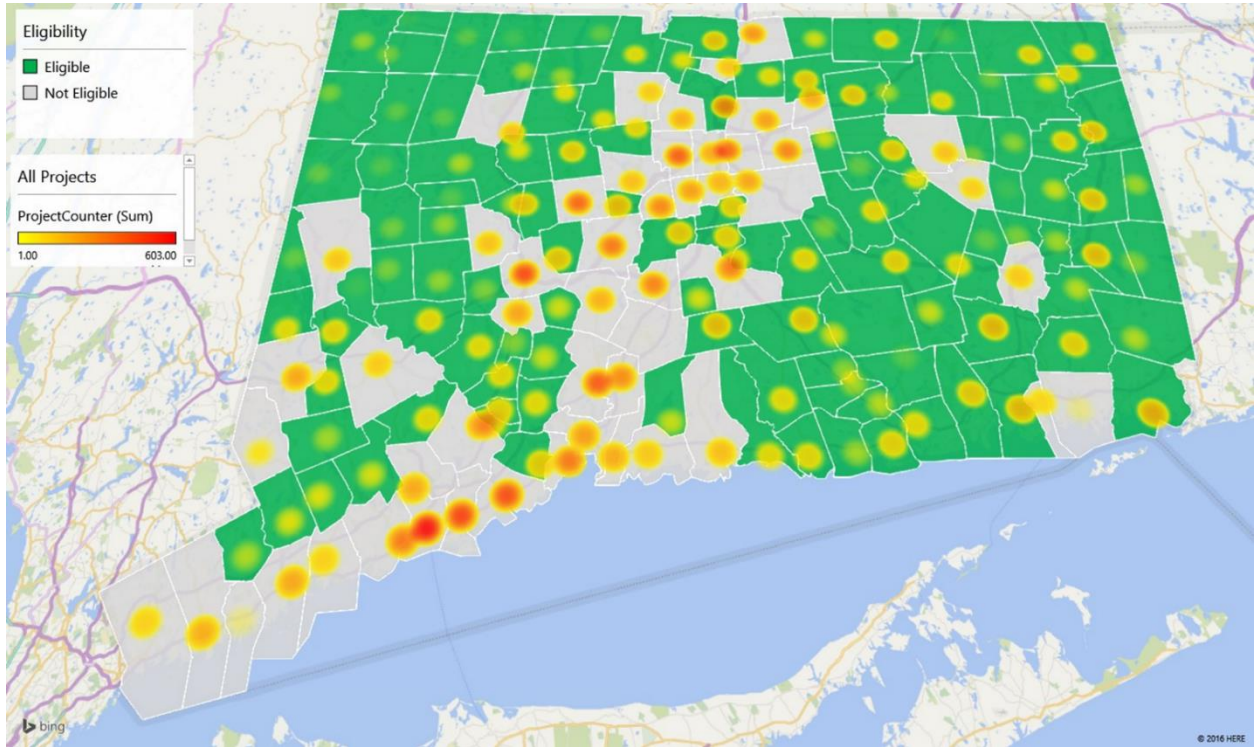 Eligibility
Eligible
Not Eligible
All Projects
ProjectCounter (Sum)
1.00 603.00
bing
© 2016 HERE